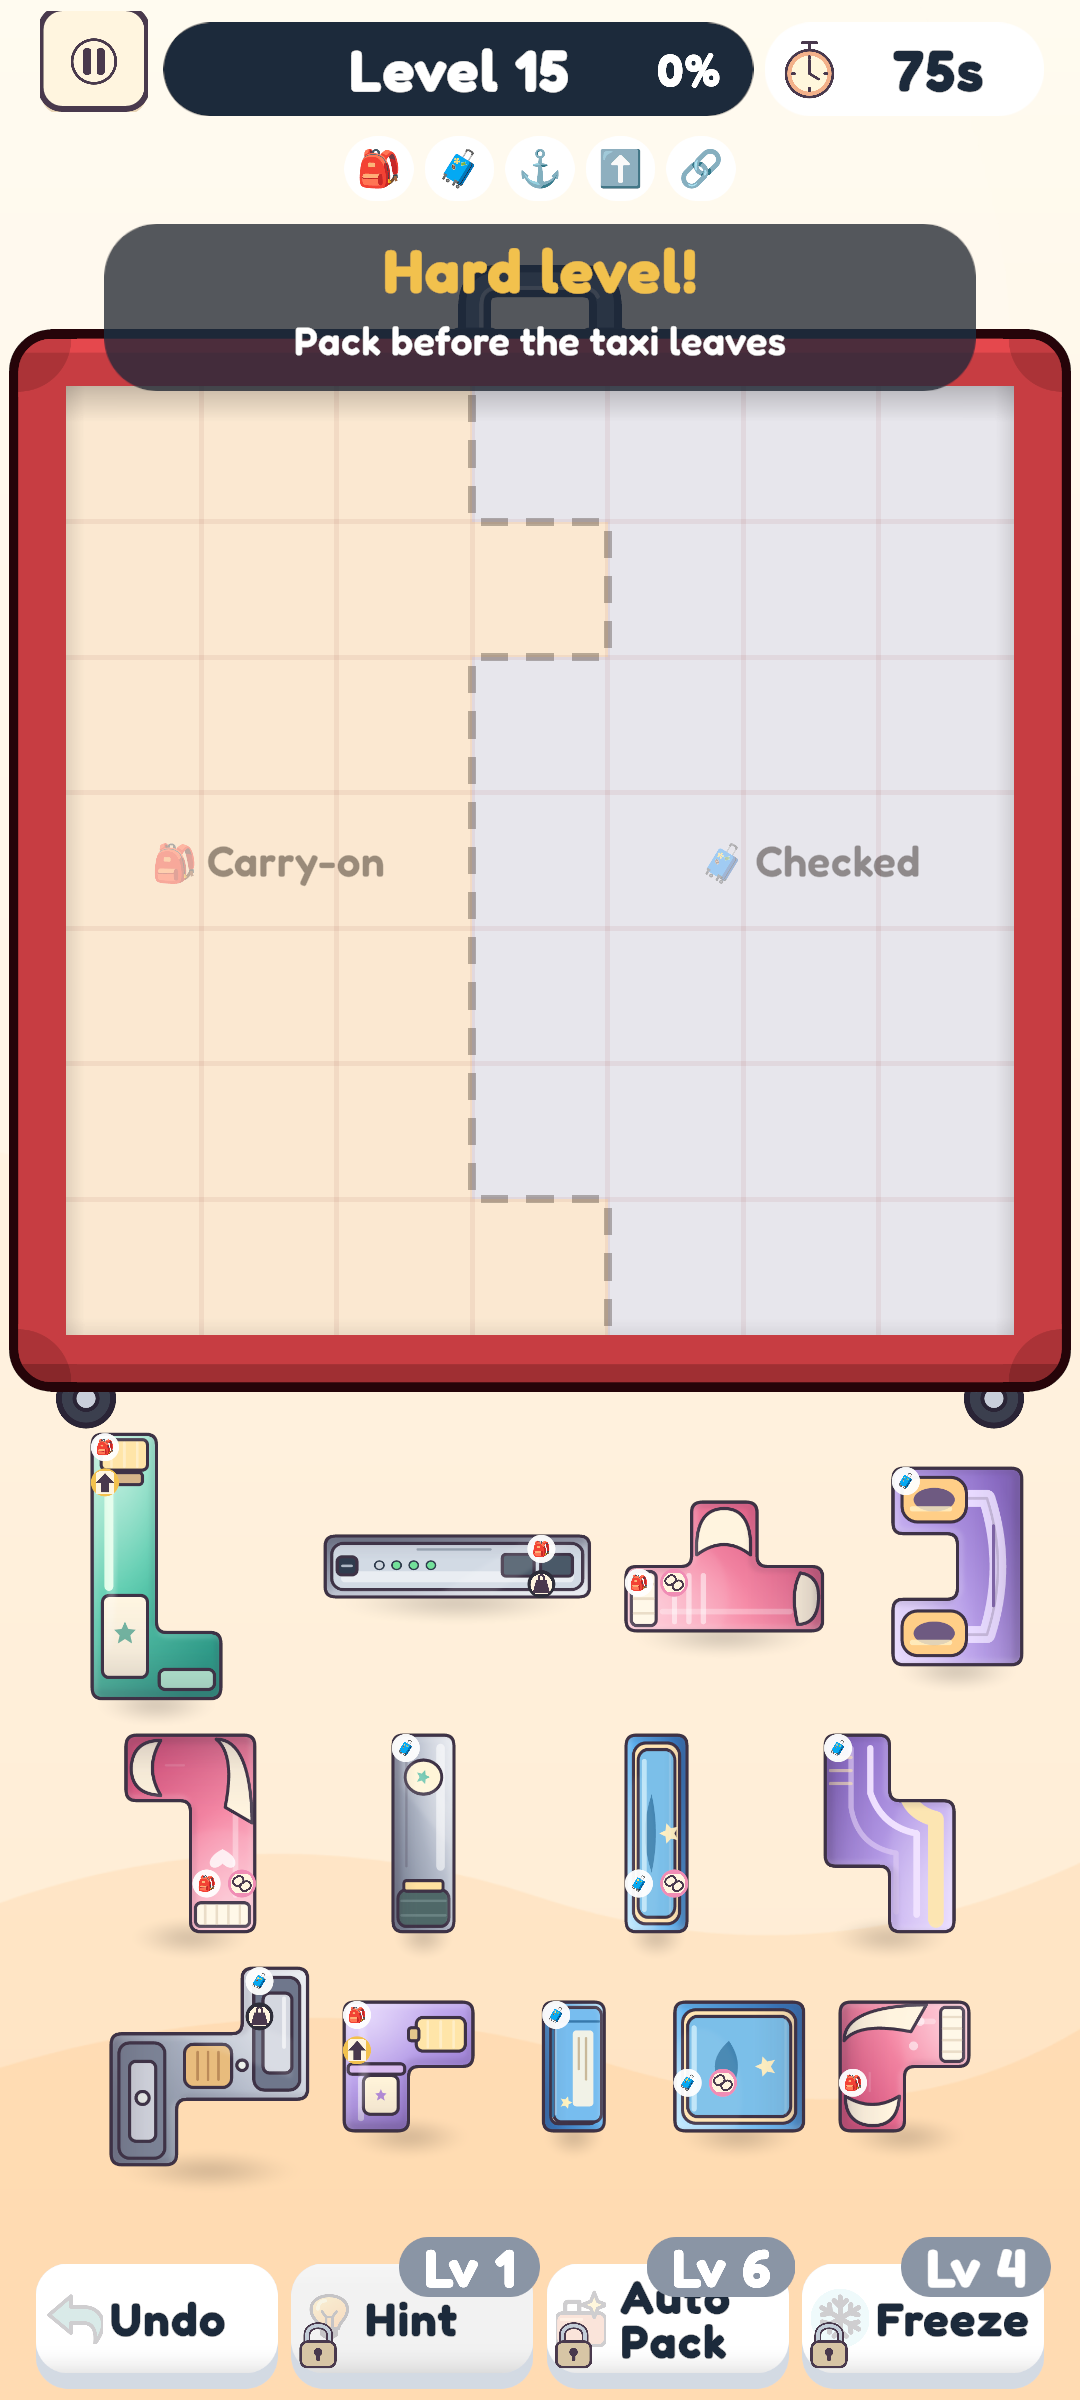 Level 15 0% 75s
Hard level!
Pack before the taxi leaves
Carry-on Checked
Lv 1 Lv 6 Lv 4
Undo Hint Auto Pack Freeze